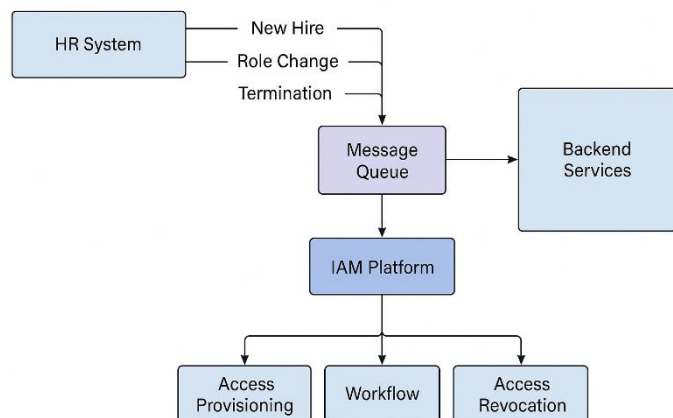 HR System
New Hire
Role Change
Termination
Message
Queue
Backend
Services
IAM Platform
Access
Provisioning
Workflow
Access
Revocation